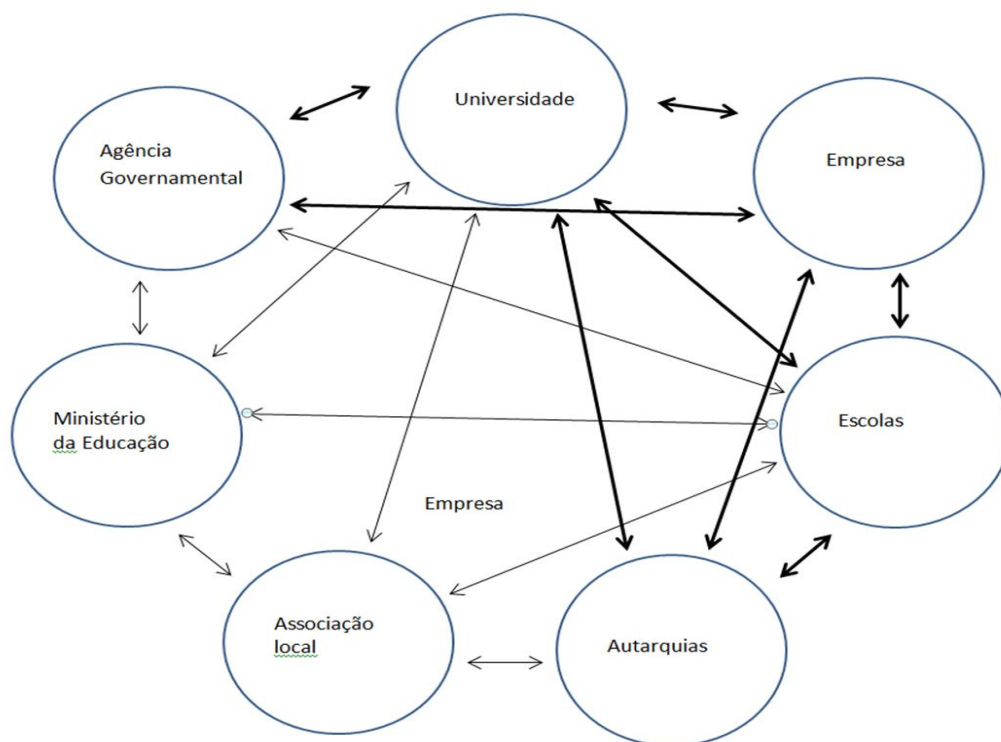 Universidade
Empresa
Agência
Governamental
Ministério
da Educação
Escolas
Empresa
Associação
local
Autarquias